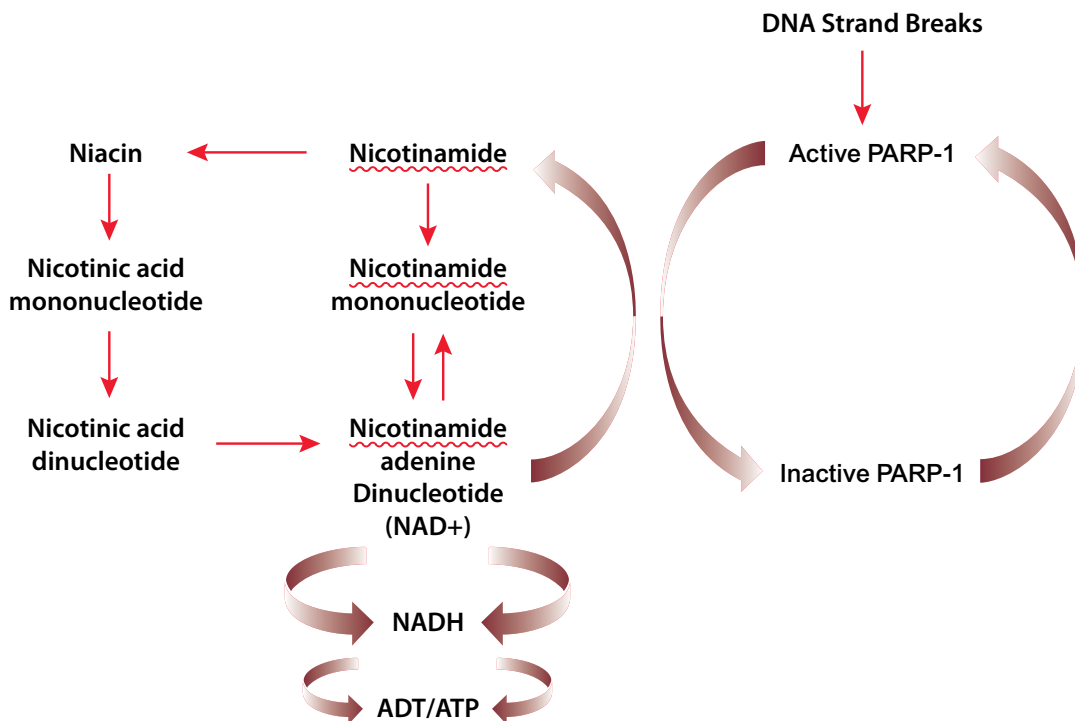 DNA Strand Breaks
Niacin
Nicotinamide
Active PARP-1
Nicotinic acid
mononucleotide
Nicotinamide
mononucleotide
Nicotinic acid
dinucleotide
Nicotinamide
adenine
Dinucleotide
(NAD+)
Inactive PARP-1
NADH
ADT/ATP